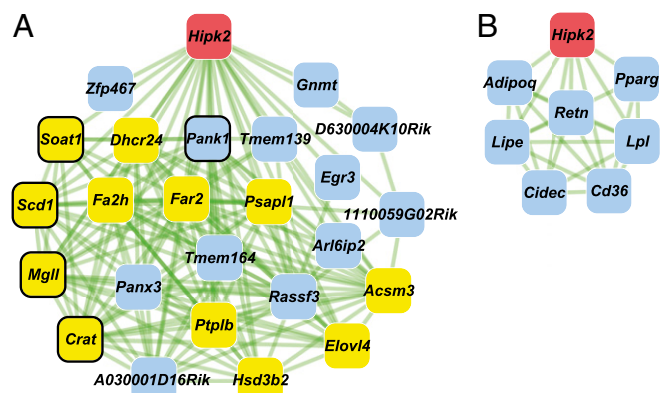 A
B
Hipk2
Hipk2
Zfp467
Gnmt
Adipoq
Pparg
Retn
Soat1
Dhcr24
Pank1
Tmem139
D630004K10Rik
Lipe
Lpl
Egr3
Cidec
Cd36
Scd1
Fa2h
Far2
Psapl1
1110059G02Rik
Arl6ip2
Tmem164
Mgll
Panx3
Rassf3
Acsm3
Crat
Ptplb
Elovl4
A030001D16Rik
Hsd3b2